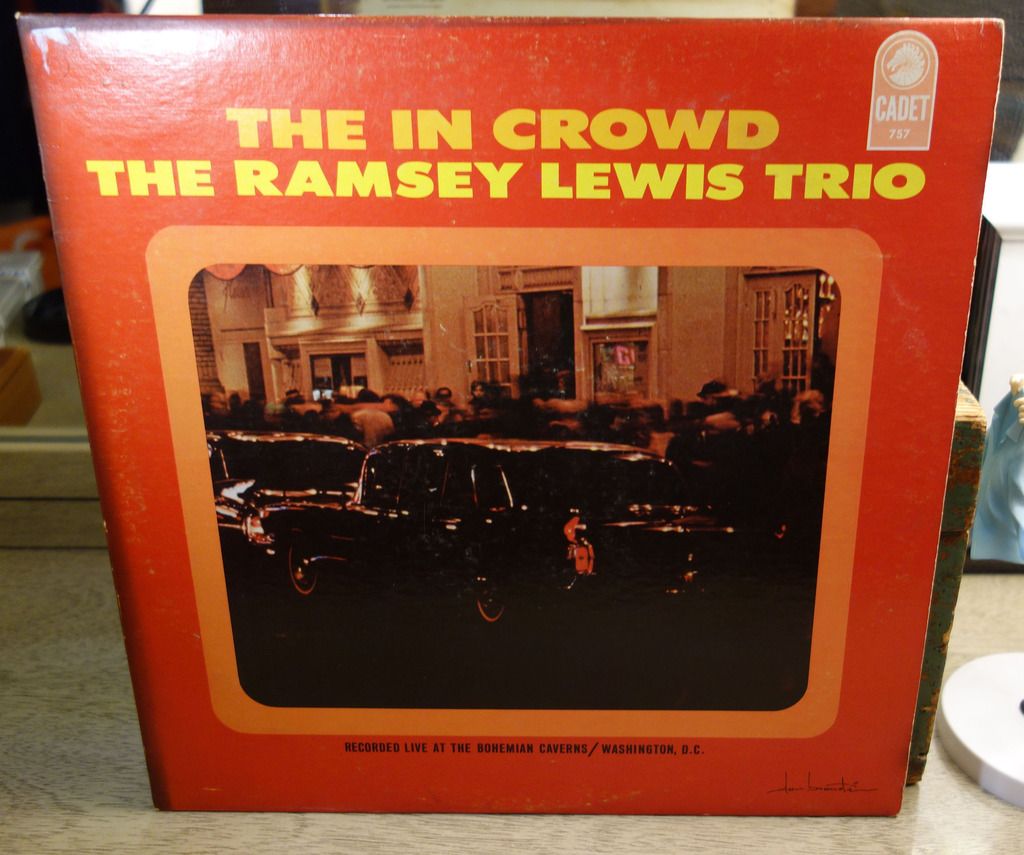 THE IN CROWD
THE RAMSEY LEWIS TRIO
CADET
757
RECORDED LIVE AT THE BOHEMIAN CAVERNS/WASHINGTON, D.C.